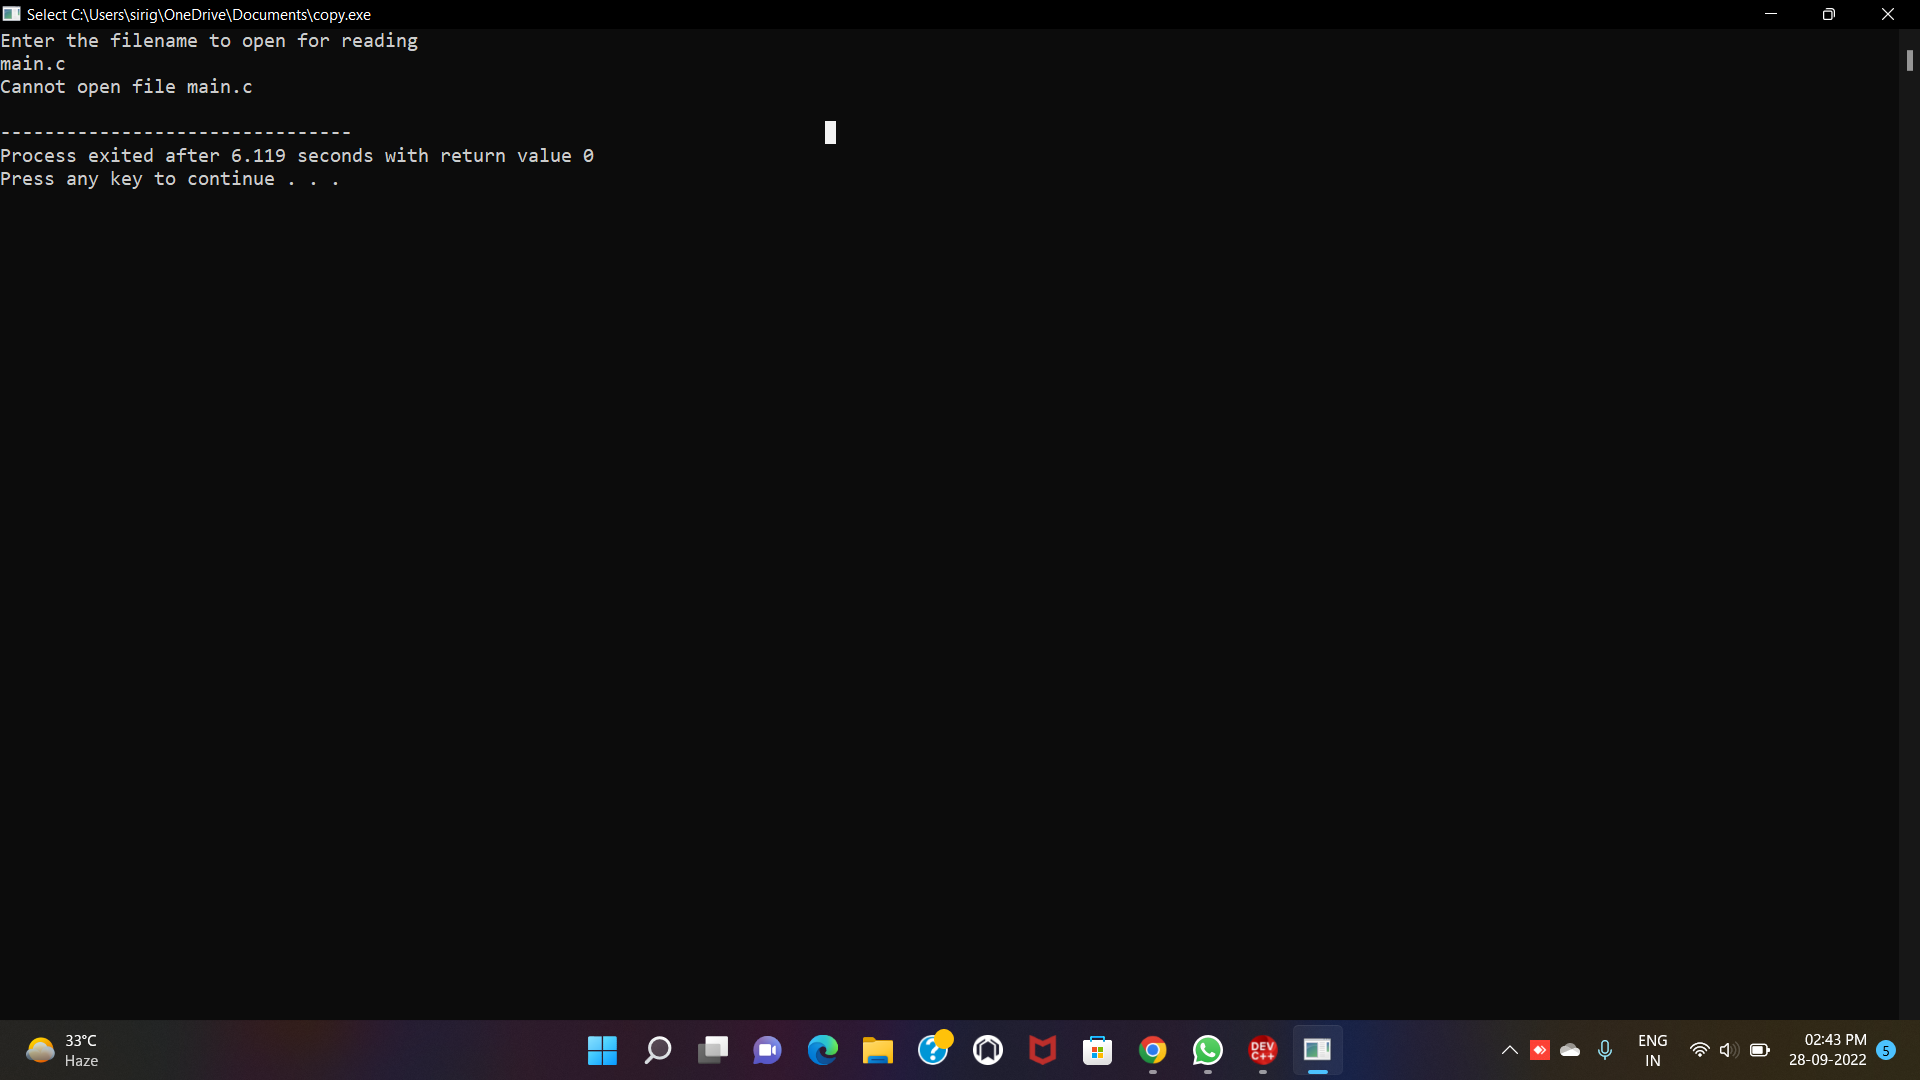 Select C:\Users\sirig\OneDrive\Documents\copy.exe
Enter the filename to open for reading
main.c
Cannot open file main.c
--------------------------------
Process exited after 6.119 seconds with return value 0
Press any key to continue . . .
33°C
Haze
DEV
C++
ENG
IN
02:43 PM
28-09-2022
5